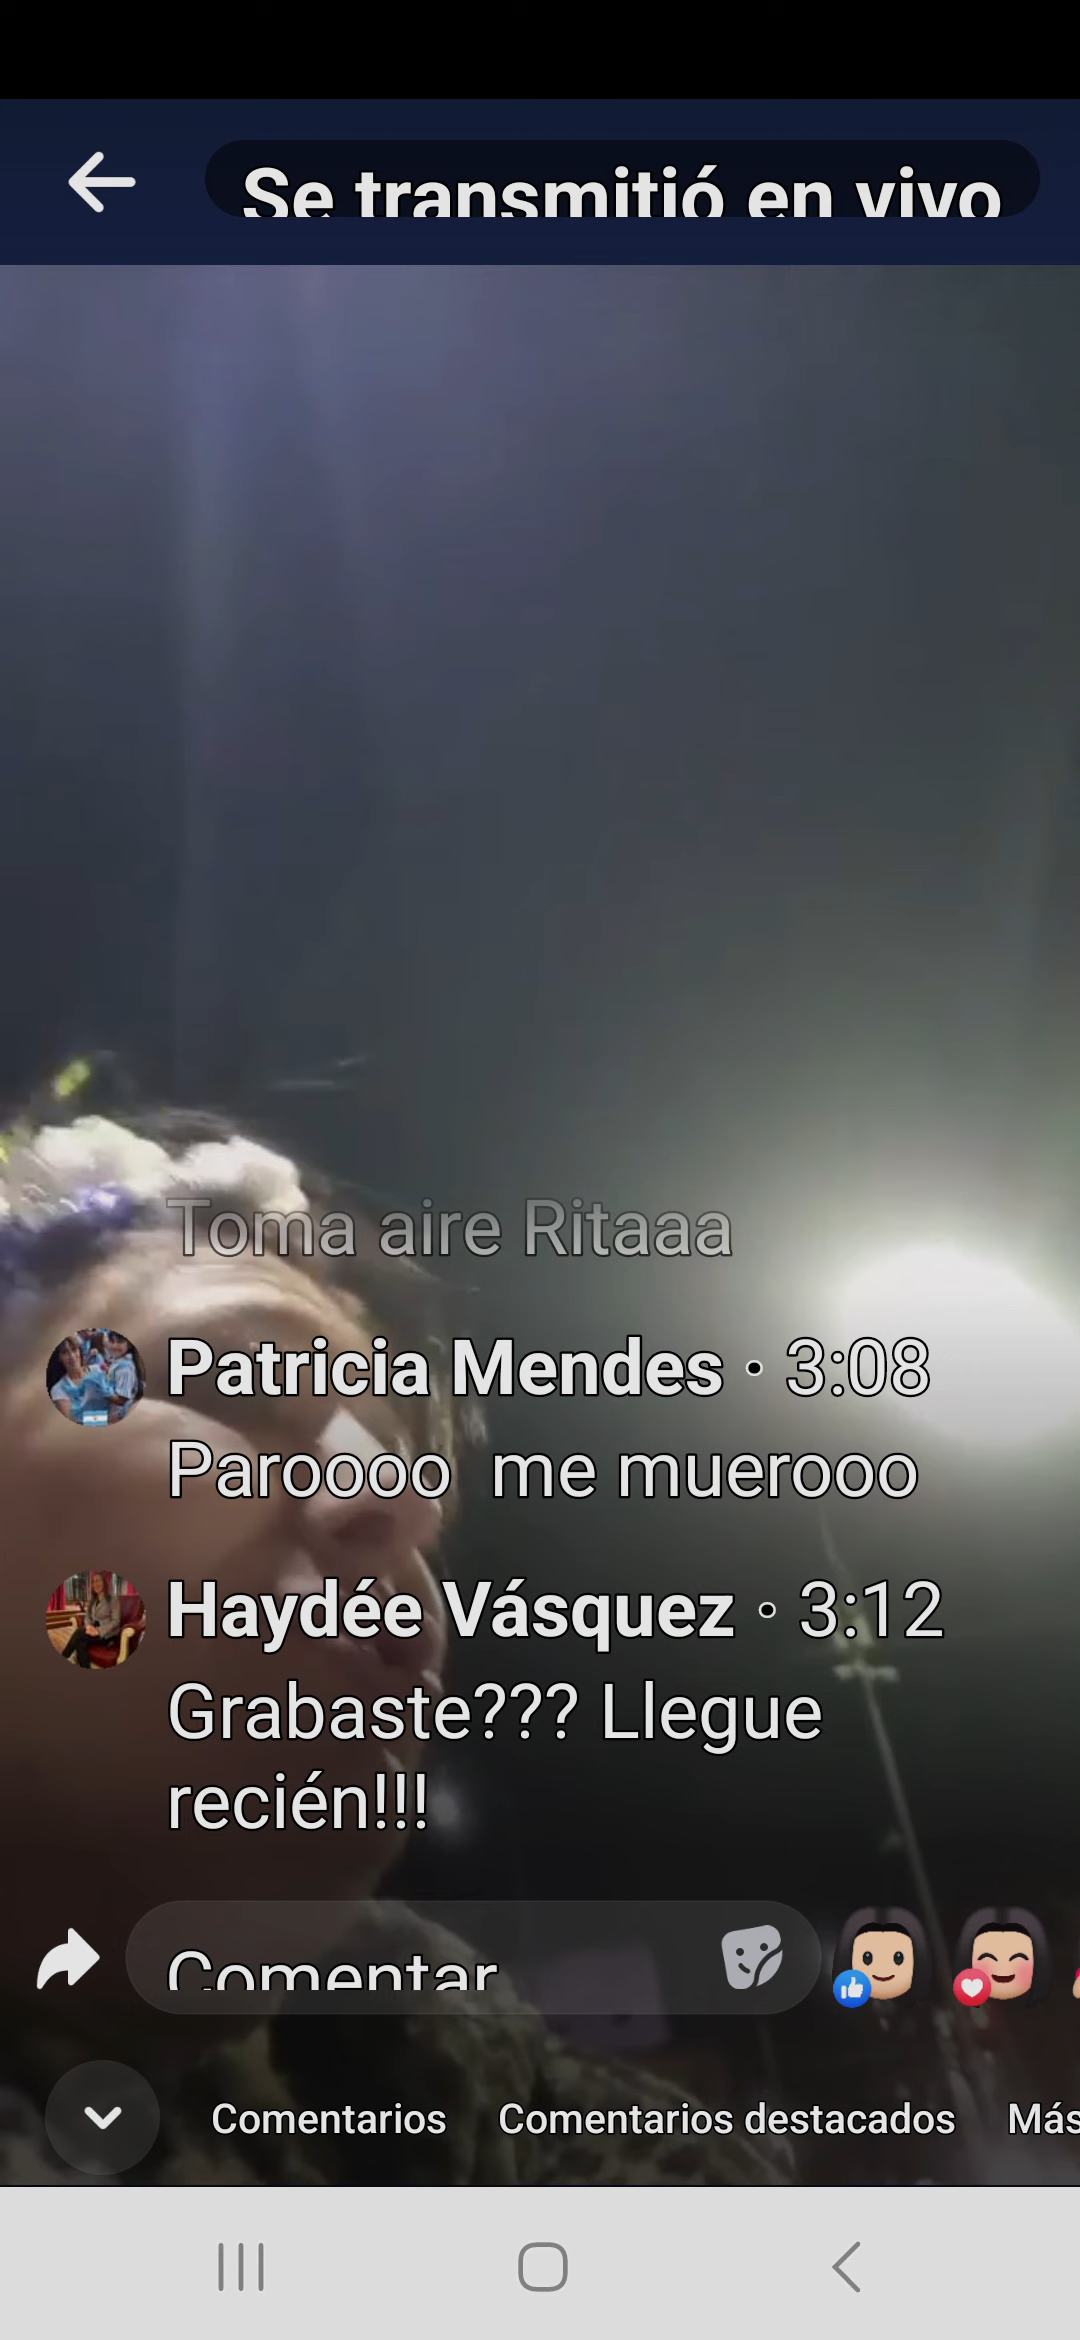 Se transmitió en vivo
Toma aire Ritaaa
Patricia Mendes · 3:08
Paroooo  me muerooo
Haydée Vásquez · 3:12
Grabaste??? Llegue
recién!!!
Comentar
Comentarios Comentarios destacados Más